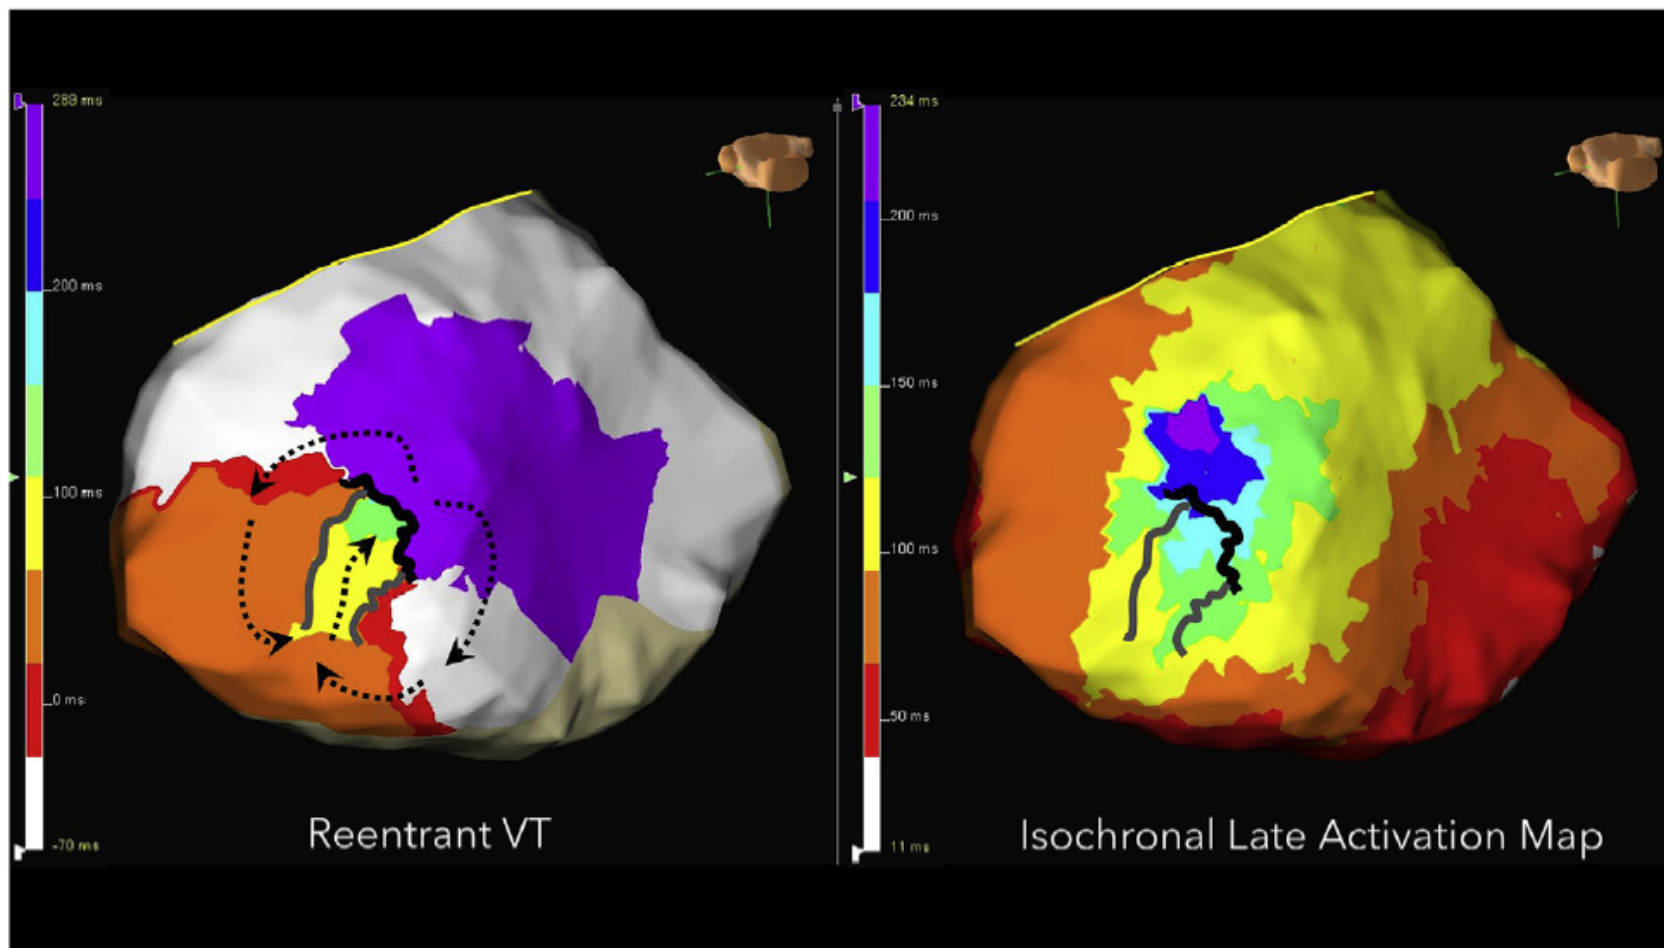 289 ms
200 ms
100 ms
0 ms
-70 ms
Reentrant VT
234 ms
200 ms
150 ms
100 ms
50 ms
11 ms
Isochronal Late Activation Map